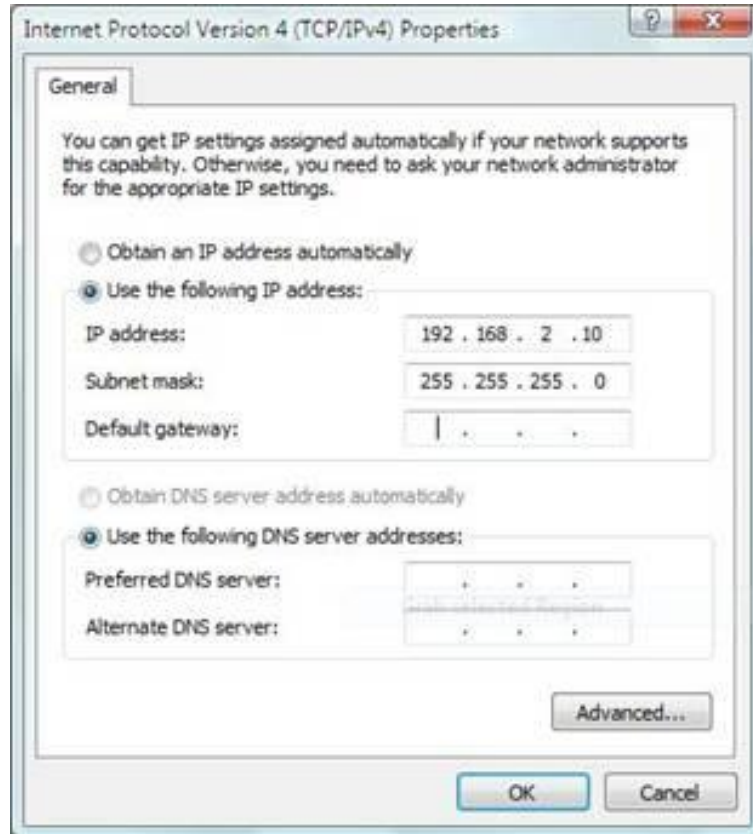 Internet Protocol Version 4 (TCP/IPv4) Properties
General
You can get IP settings assigned automatically if your network supports
this capability. Otherwise, you need to ask your network administrator
for the appropriate IP settings.
Obtain an IP address automatically
Use the following IP address:
IP address: 192 . 168 . 2 . 10
Subnet mask: 255 . 255 . 255 . 0
Default gateway: . . .
Obtain DNS server address automatically
Use the following DNS server addresses:
Preferred DNS server: . . .
Alternate DNS server: . . .
Advanced...
OK Cancel